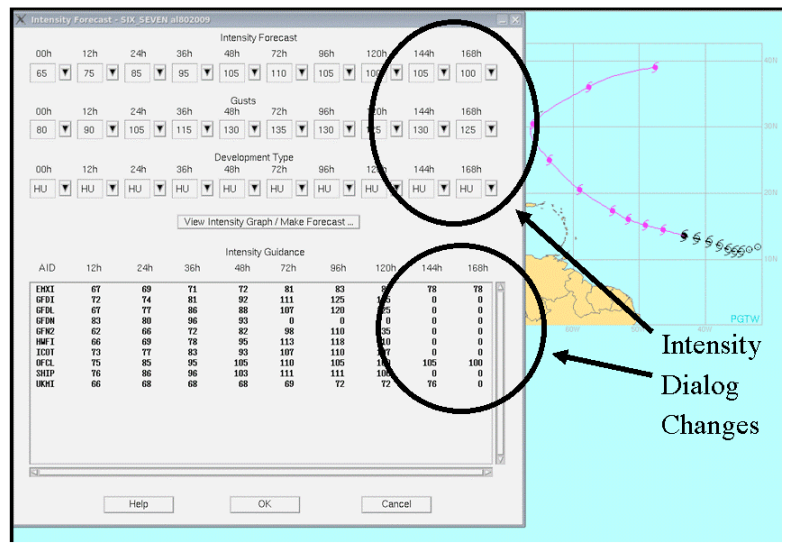 Intensity Forecast - SIX_SEVEN al802009
Intensity Forecast
00h 12h 24h 36h 48h 72h 96h 120h 144h 168h
65 75 85 95 105 110 105 100 105 100
Gusts
00h 12h 24h 36h 48h 72h 96h 120h 144h 168h
80 90 105 115 130 135 130 130 125
Development Type
00h 12h 24h 36h 48h 72h 96h 120h 144h 168h
HU HU HU HU HU HU HU HU HU HU
View Intensity Graph / Make Forecast ...
Intensity Guidance
AID 12h 24h 36h 48h 72h 96h 120h 144h 168h
EMXI 67 69 71 72 81 83 78 78
GFDI 72 74 81 92 111 125 0 0
GFDL 67 77 86 88 107 120 0 0
GFDN 83 80 96 93 0 0 0 0
GFN2 62 66 72 82 98 110 0 0
HWFI 66 69 78 95 113 118 0 0
ICOT 73 77 83 93 107 110 0 0
OFCL 75 85 95 105 110 105 105 100
SHIP 76 86 96 103 111 111 0 0
UKMI 66 68 68 68 69 72 72 76 0
Help OK Cancel
40N
30N
20N
10N
PGTW
60W 40W
Intensity
Dialog
Changes